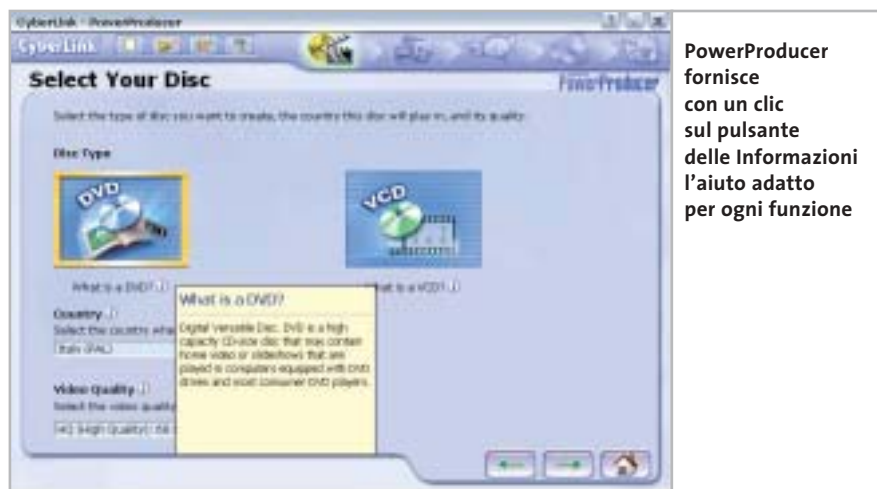 CyberLink - PowerProducer
CyberLink
Select Your Disc
PowerProducer
Select the type of disc you want to create, the country this disc will play in, and its quality.
Disc Type
DVD
VCD
What is a DVD?
What is a VCD?
What is a DVD?
Digital Versatile Disc. DVD is a high
capacity CD-size disc that may contain
home video or slideshows that are
played in computers equipped with DVD
drives and most consumer DVD players.
Country
Select the country whe
Italy (PAL)
Video Quality
Select the video quality
HQ (High Quality):
PowerProducer
fornisce
con un clic
sul pulsante
delle Informazioni
l'aiuto adatto
per ogni funzione